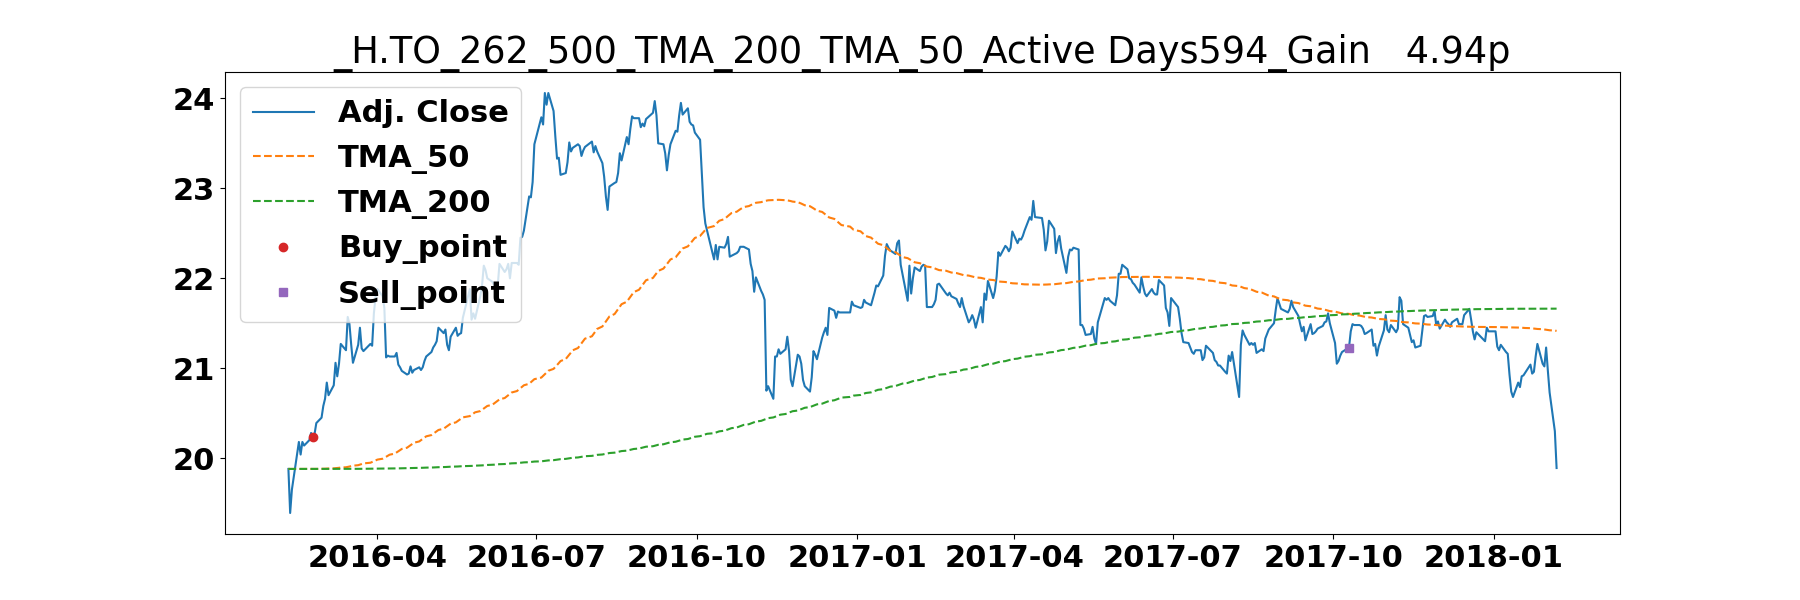 _H.TO_262_500_TMA_200_TMA_50_Active Days594_Gain   4.94p
24
23
22
21
20
Adj. Close
TMA_50
TMA_200
Buy_point
Sell_point
2016-04 2016-07 2016-10 2017-01 2017-04 2017-07 2017-10 2018-01